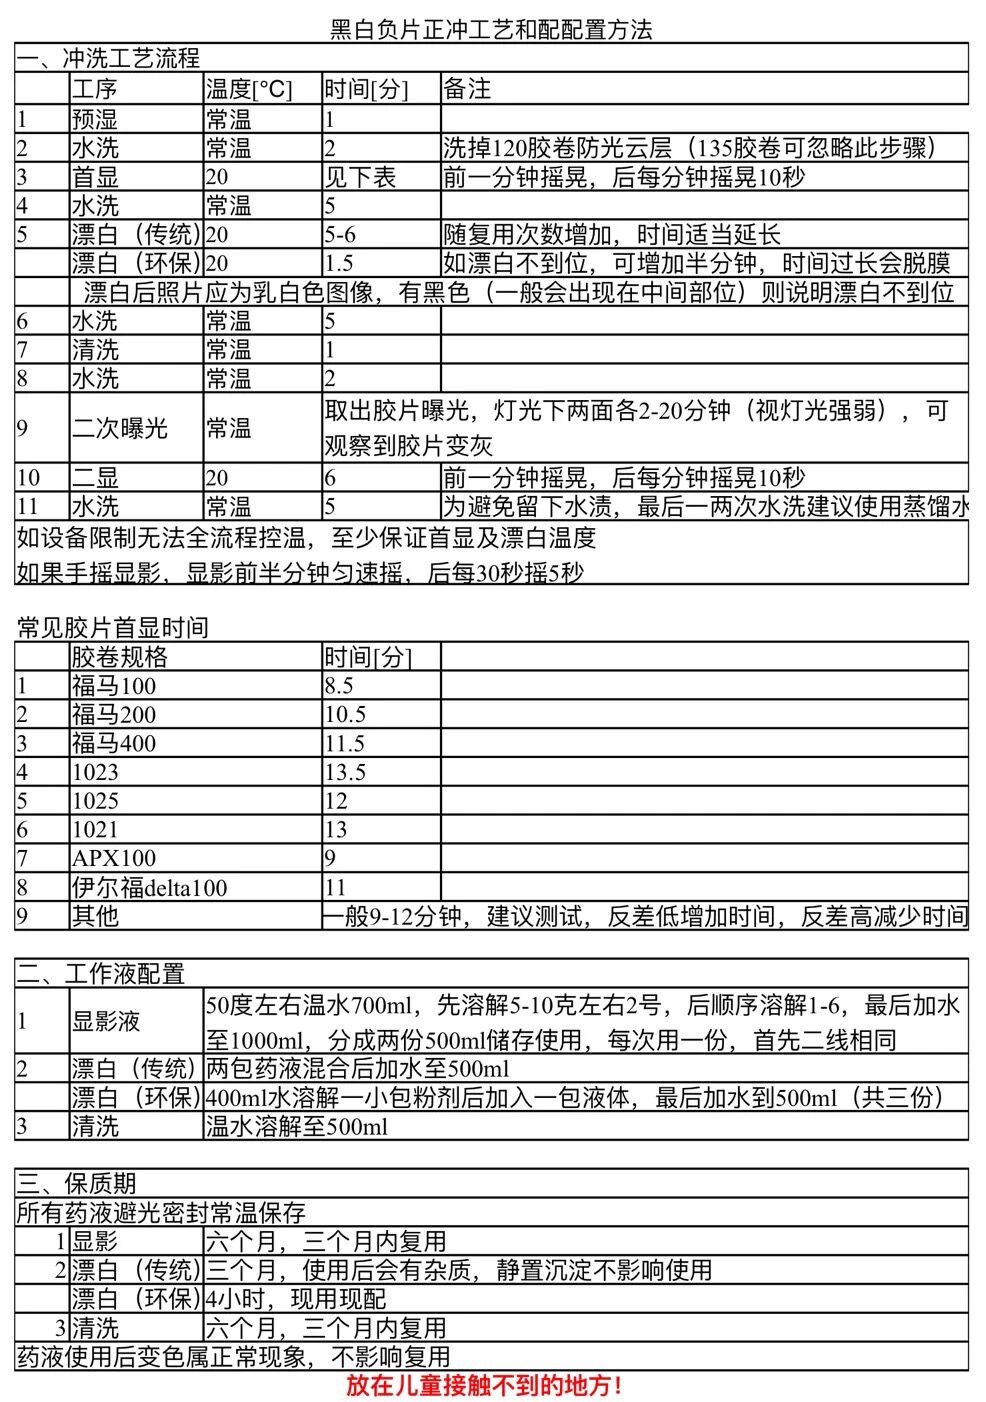 黑白负片正冲工艺和配配置方法
一、冲洗工艺流程
工序 温度[°C] 时间[分] 备注
1 预湿 常温 1
2 水洗 常温 2 洗掉120胶卷防光云层（135胶卷可忽略此步骤）
3 首显 20 见下表 前一分钟摇晃，后每分钟摇晃10秒
4 水洗 常温 5
5 漂白（传统） 20 5-6 随复用次数增加，时间适当延长
漂白（环保） 20 1.5 如漂白不到位，可增加半分钟，时间过长会脱膜
漂白后照片应为乳白色图像，有黑色（一般会出现在中间部位）则说明漂白不到位
6 水洗 常温 5
7 清洗 常温 1
8 水洗 常温 2
9 二次曝光 常温 取出胶片曝光，灯光下两面各2-20分钟（视灯光强弱），可
观察到胶片变灰
10 二显 20 6 前一分钟摇晃，后每分钟摇晃10秒
11 水洗 常温 5 为避免留下水渍，最后一两次水洗建议使用蒸馏水
如设备限制无法全流程控温，至少保证首显及漂白温度
如果手摇显影，显影前半分钟匀速摇，后每30秒摇5秒
常见胶片首显时间
胶卷规格 时间[分]
1 福马100 8.5
2 福马200 10.5
3 福马400 11.5
4 1023 13.5
5 1025 12
6 1021 13
7 APX100 9
8 伊尔福delta100 11
9 其他 一般9-12分钟，建议测试，反差低增加时间，反差高减少时间
二、工作液配置
1 显影液 50度左右温水700ml，先溶解5-10克左右2号，后顺序溶解1-6，最后加水
至1000ml，分成两份500ml储存使用，每次用一份，首先二线相同
2 漂白（传统） 两包药液混合后加水至500ml
漂白（环保） 400ml水溶解一小包粉剂后加入一包液体，最后加水到500ml（共三份）
3 清洗 温水溶解至500ml
三、保质期
所有药液避光密封常温保存
1 显影 六个月，三个月内复用
2 漂白（传统） 三个月，使用后会有杂质，静置沉淀不影响使用
漂白（环保） 4小时，现用现配
3 清洗 六个月，三个月内复用
药液使用后变色属正常现象，不影响复用
放在儿童接触不到的地方！